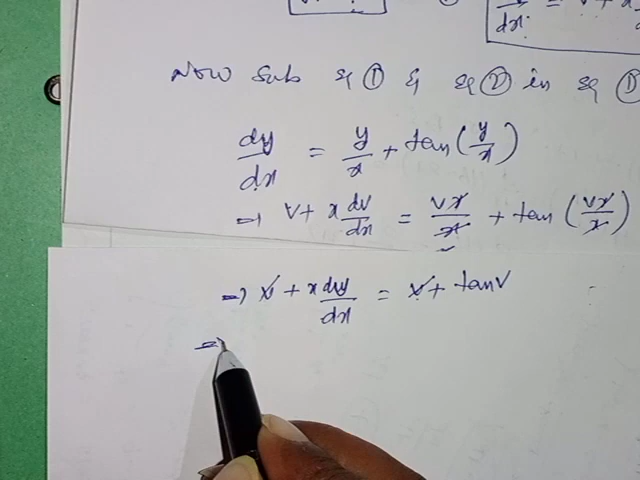 dx = v + x
Now sub eq ① & eq ② in eq ①
dy/dx = y/x + tan (y/x)
⇒ v + x dv/dx = vx/x + tan (vx/x)
⇒ v + x dv/dx = v + tan v
=